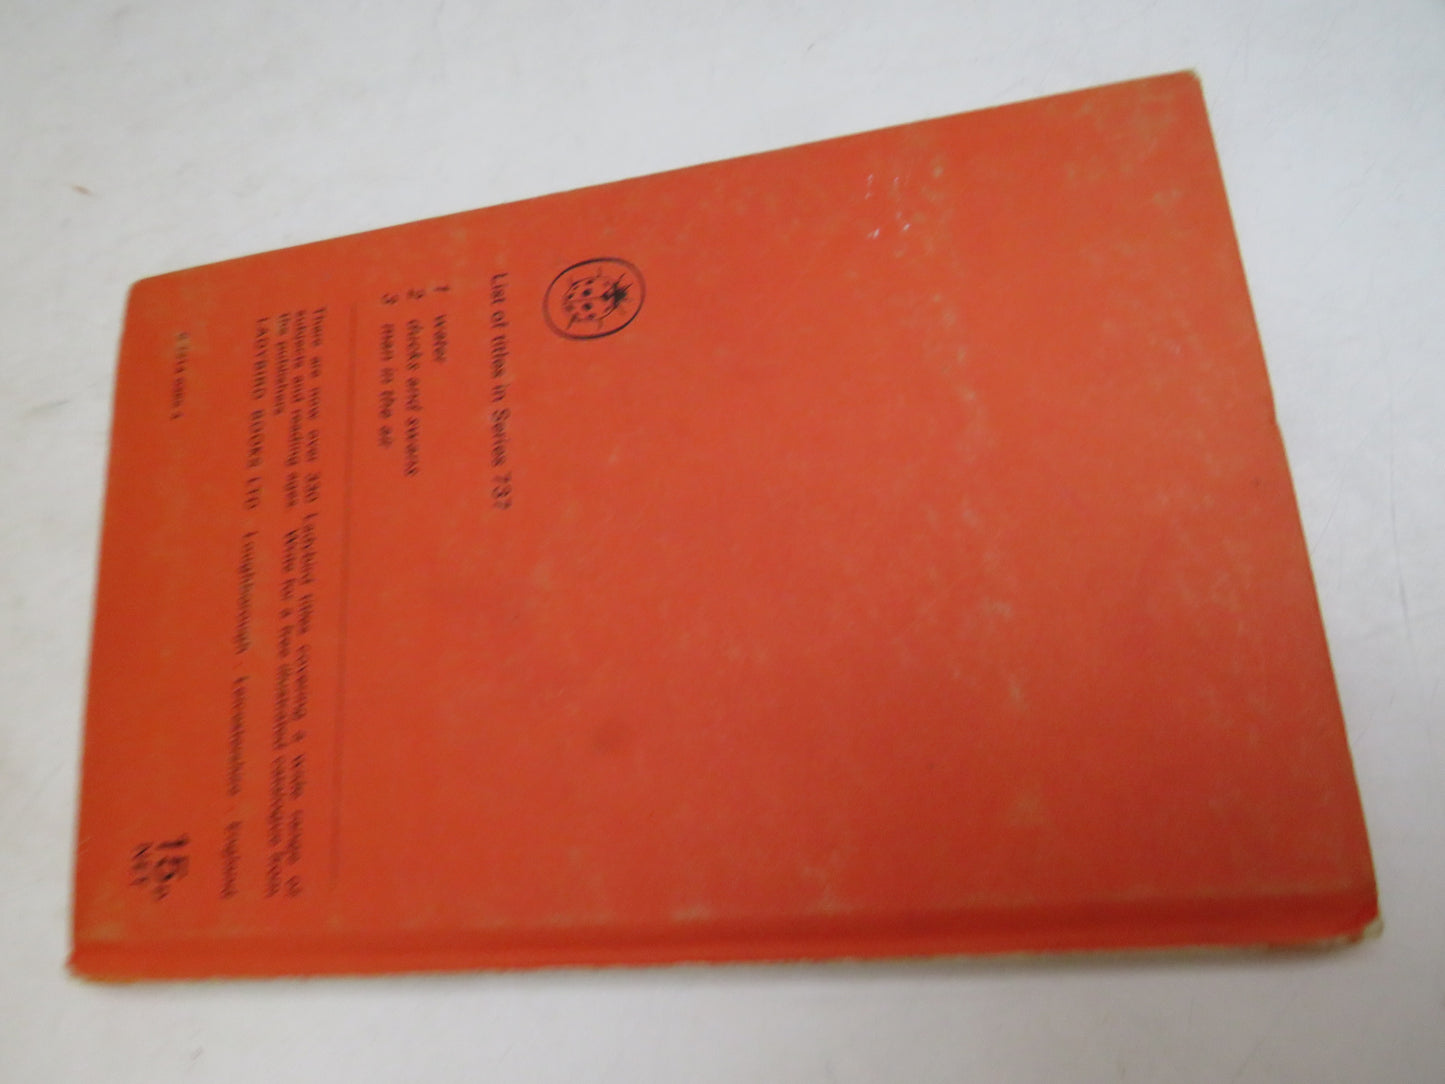 List of titles in Series 737
1 water
2 ducks and swans
3 man in the air
There are now over 330 Ladybird titles covering a wide range of
subjects and reading ages. Write for a free illustrated catalogue from
the publishers
LADYBIRD BOOKS LTD Loughborough · Leicestershire · England
15p
NET